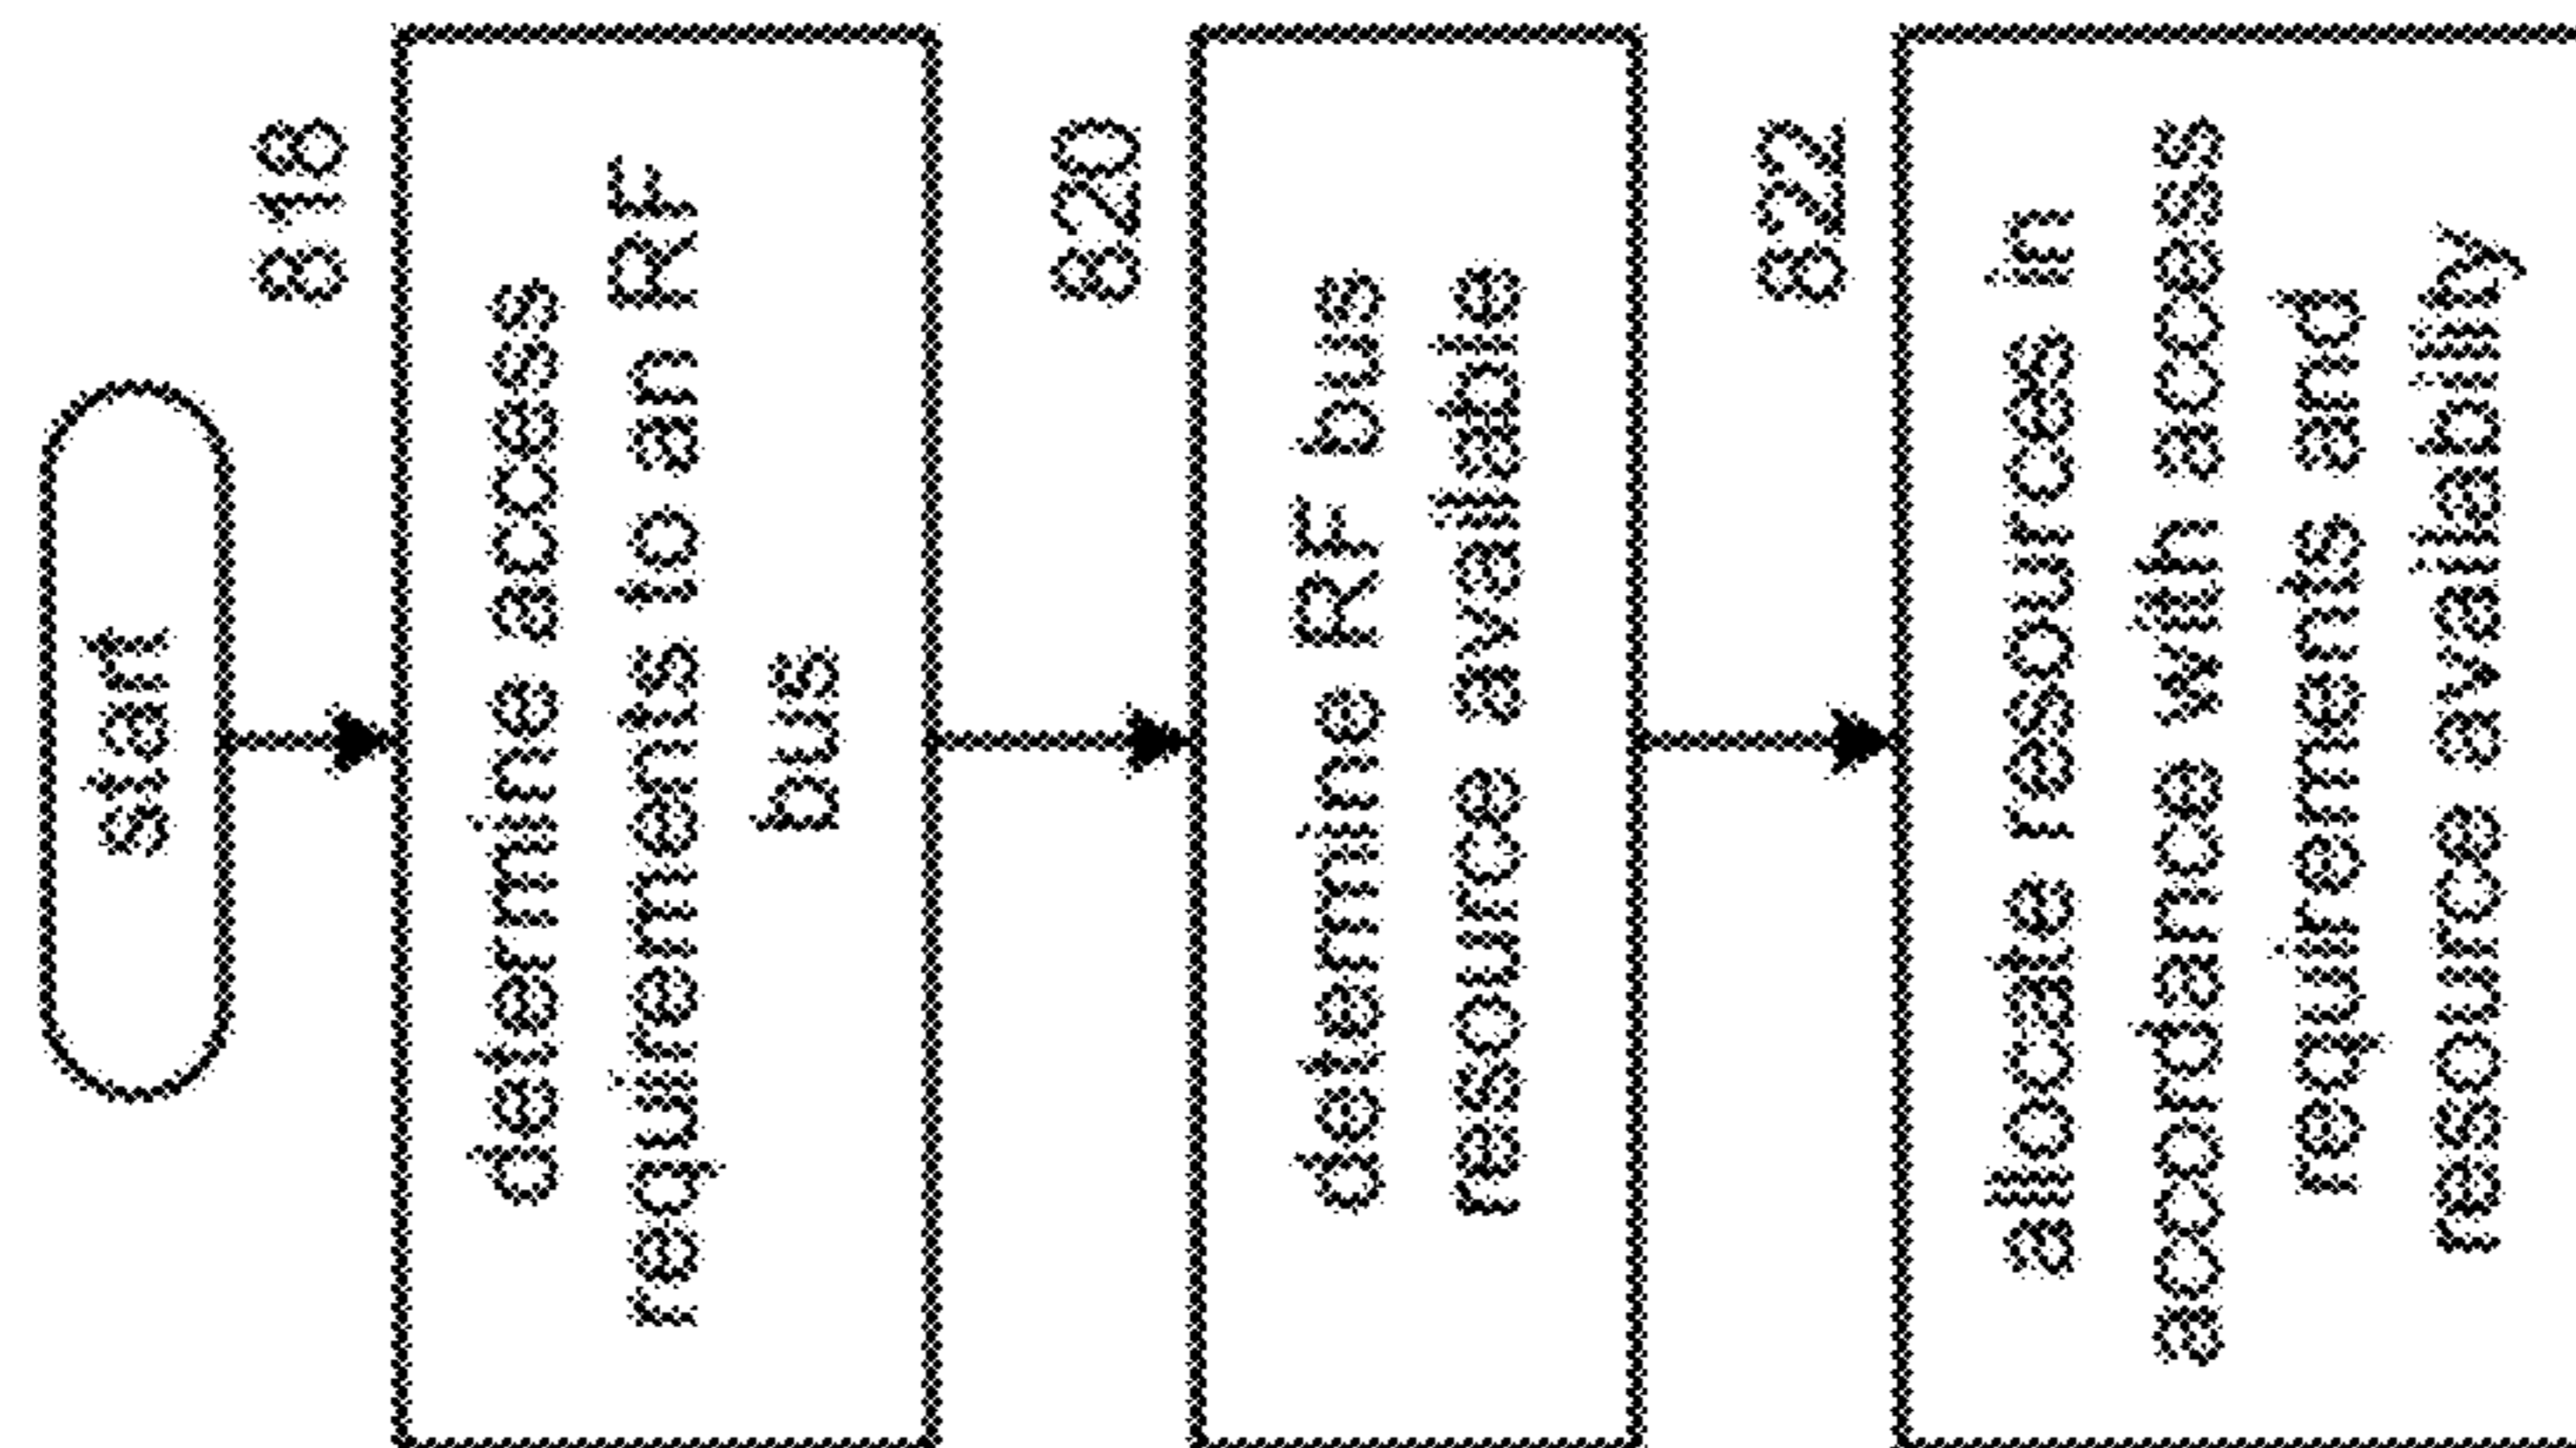 start
818
determine access
requirements to an RF
bus
820
determine RF bus
resource available
822
allocate resources in
accordance with access
requirements and
resource availability